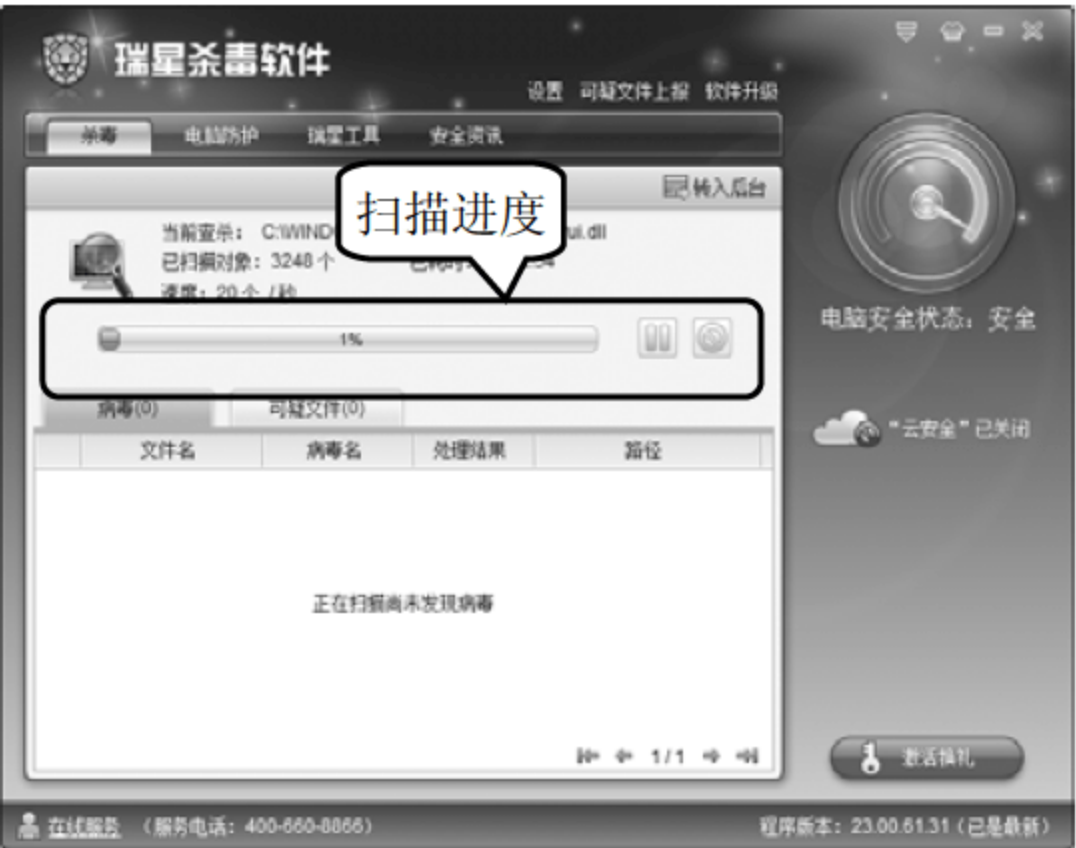 瑞星杀毒软件
设置 可疑文件上报 软件升级
杀毒 电脑防护 瑞星工具 安全资讯
转入后台
扫描进度
当前查杀: C:\WIND ui.dll
已扫描对象: 3248 个
速度: 20 个 /秒
1%
电脑安全状态: 安全
病毒(0) 可疑文件(0)
"云安全"已关闭
文件名 病毒名 处理结果 路径
正在扫描尚未发现病毒
1/1
在线服务 (服务电话: 400-660-8866) 程序版本: 23.00.61.31 (已是最新)